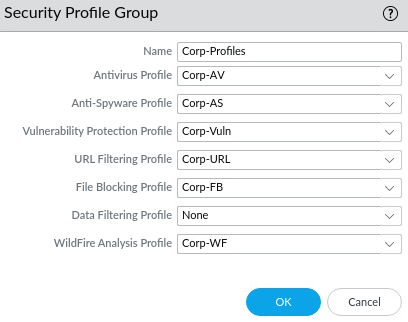 Security Profile Group
?
Name Corp-Profiles
Antivirus Profile Corp-AV
Anti-Spyware Profile Corp-AS
Vulnerability Protection Profile Corp-Vuln
URL Filtering Profile Corp-URL
File Blocking Profile Corp-FB
Data Filtering Profile None
WildFire Analysis Profile Corp-WF
OK Cancel